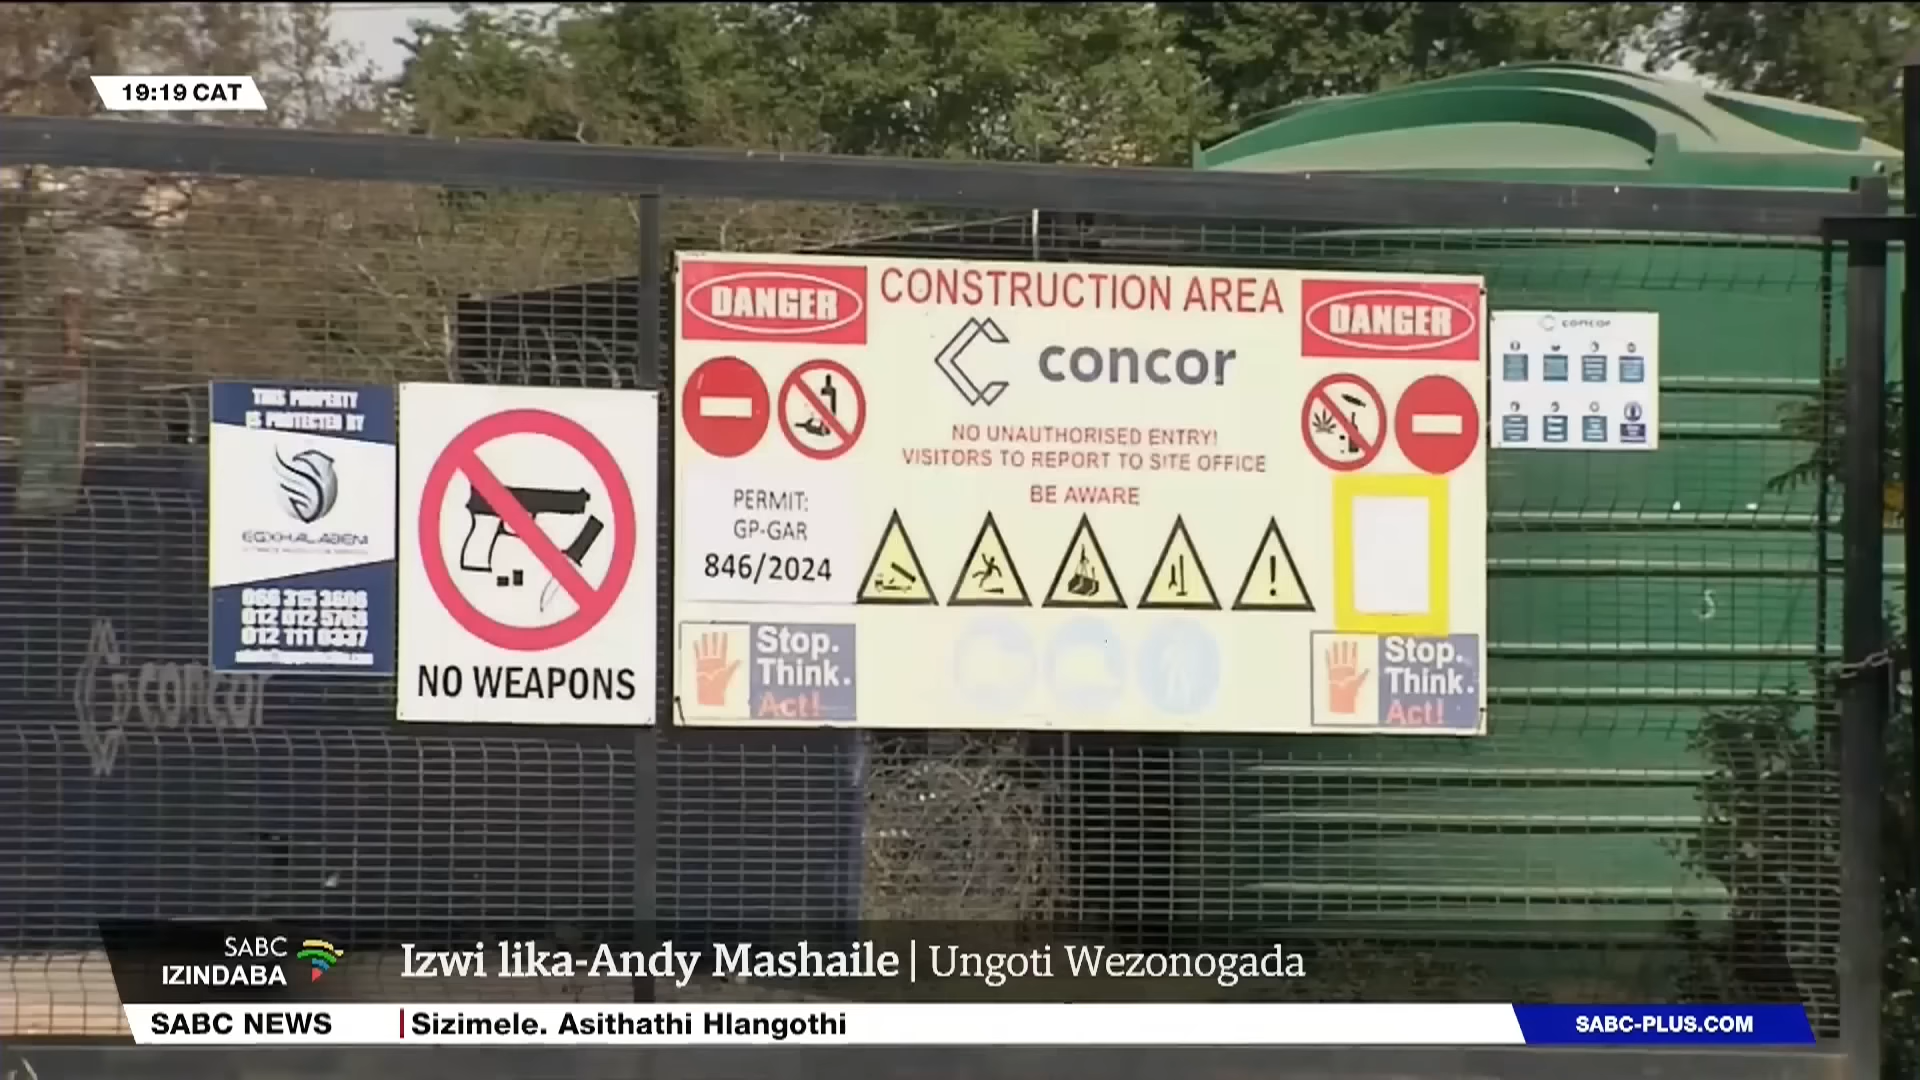 19:19 CAT
THIS PROPERTY
IS PROTECTED BY
EGXHALABENI
066 315 3606
012 012 5768
012 111 0337
NO WEAPONS
DANGER
CONSTRUCTION AREA
DANGER
concor
NO UNAUTHORISED ENTRY!
VISITORS TO REPORT TO SITE OFFICE
BE AWARE
PERMIT:
GP-GAR
846/2024
Stop.
Think.
Act!
Stop.
Think.
Act!
concor
concor
SABC
IZINDABA
Izwi lika-Andy Mashaile | Ungoti Wezonogada
SABC NEWS
Sizimele. Asithathi Hlangothi
SABC-PLUS.COM